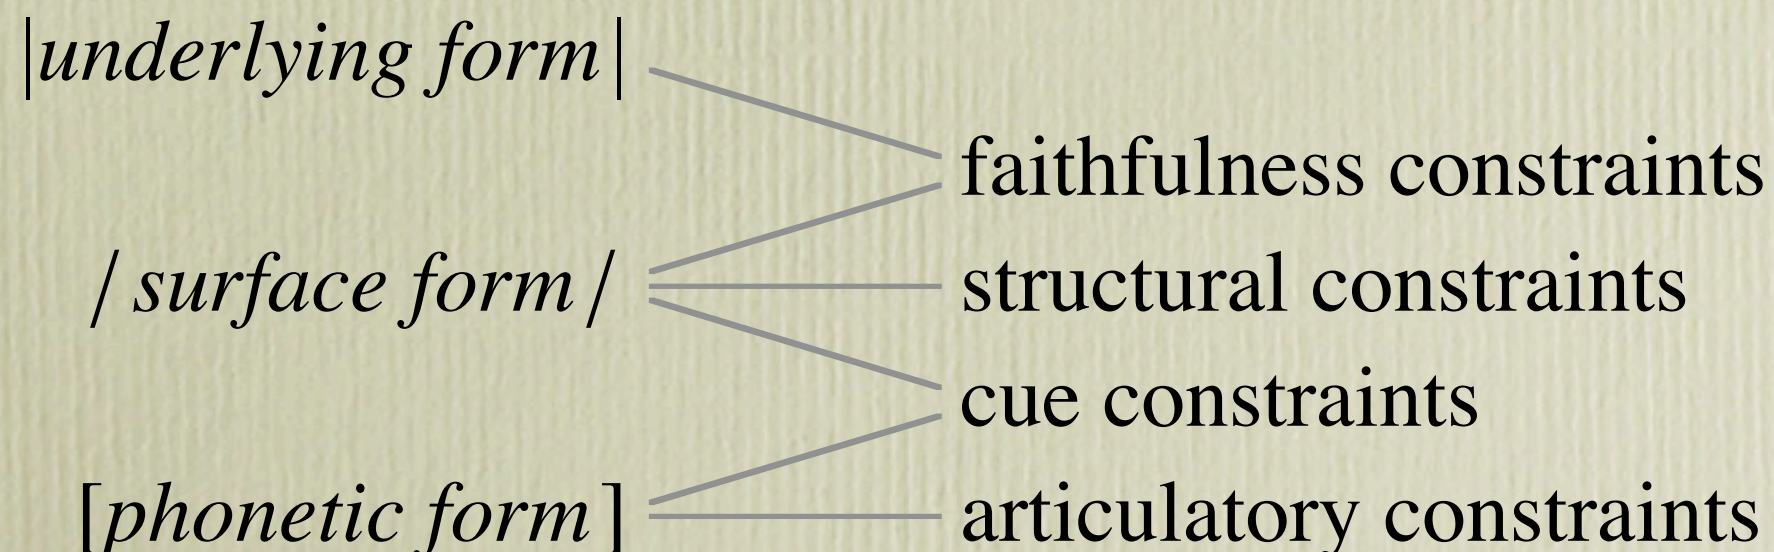 |underlying form|
faithfulness constraints
/surface form/
structural constraints
cue constraints
[phonetic form]
articulatory constraints